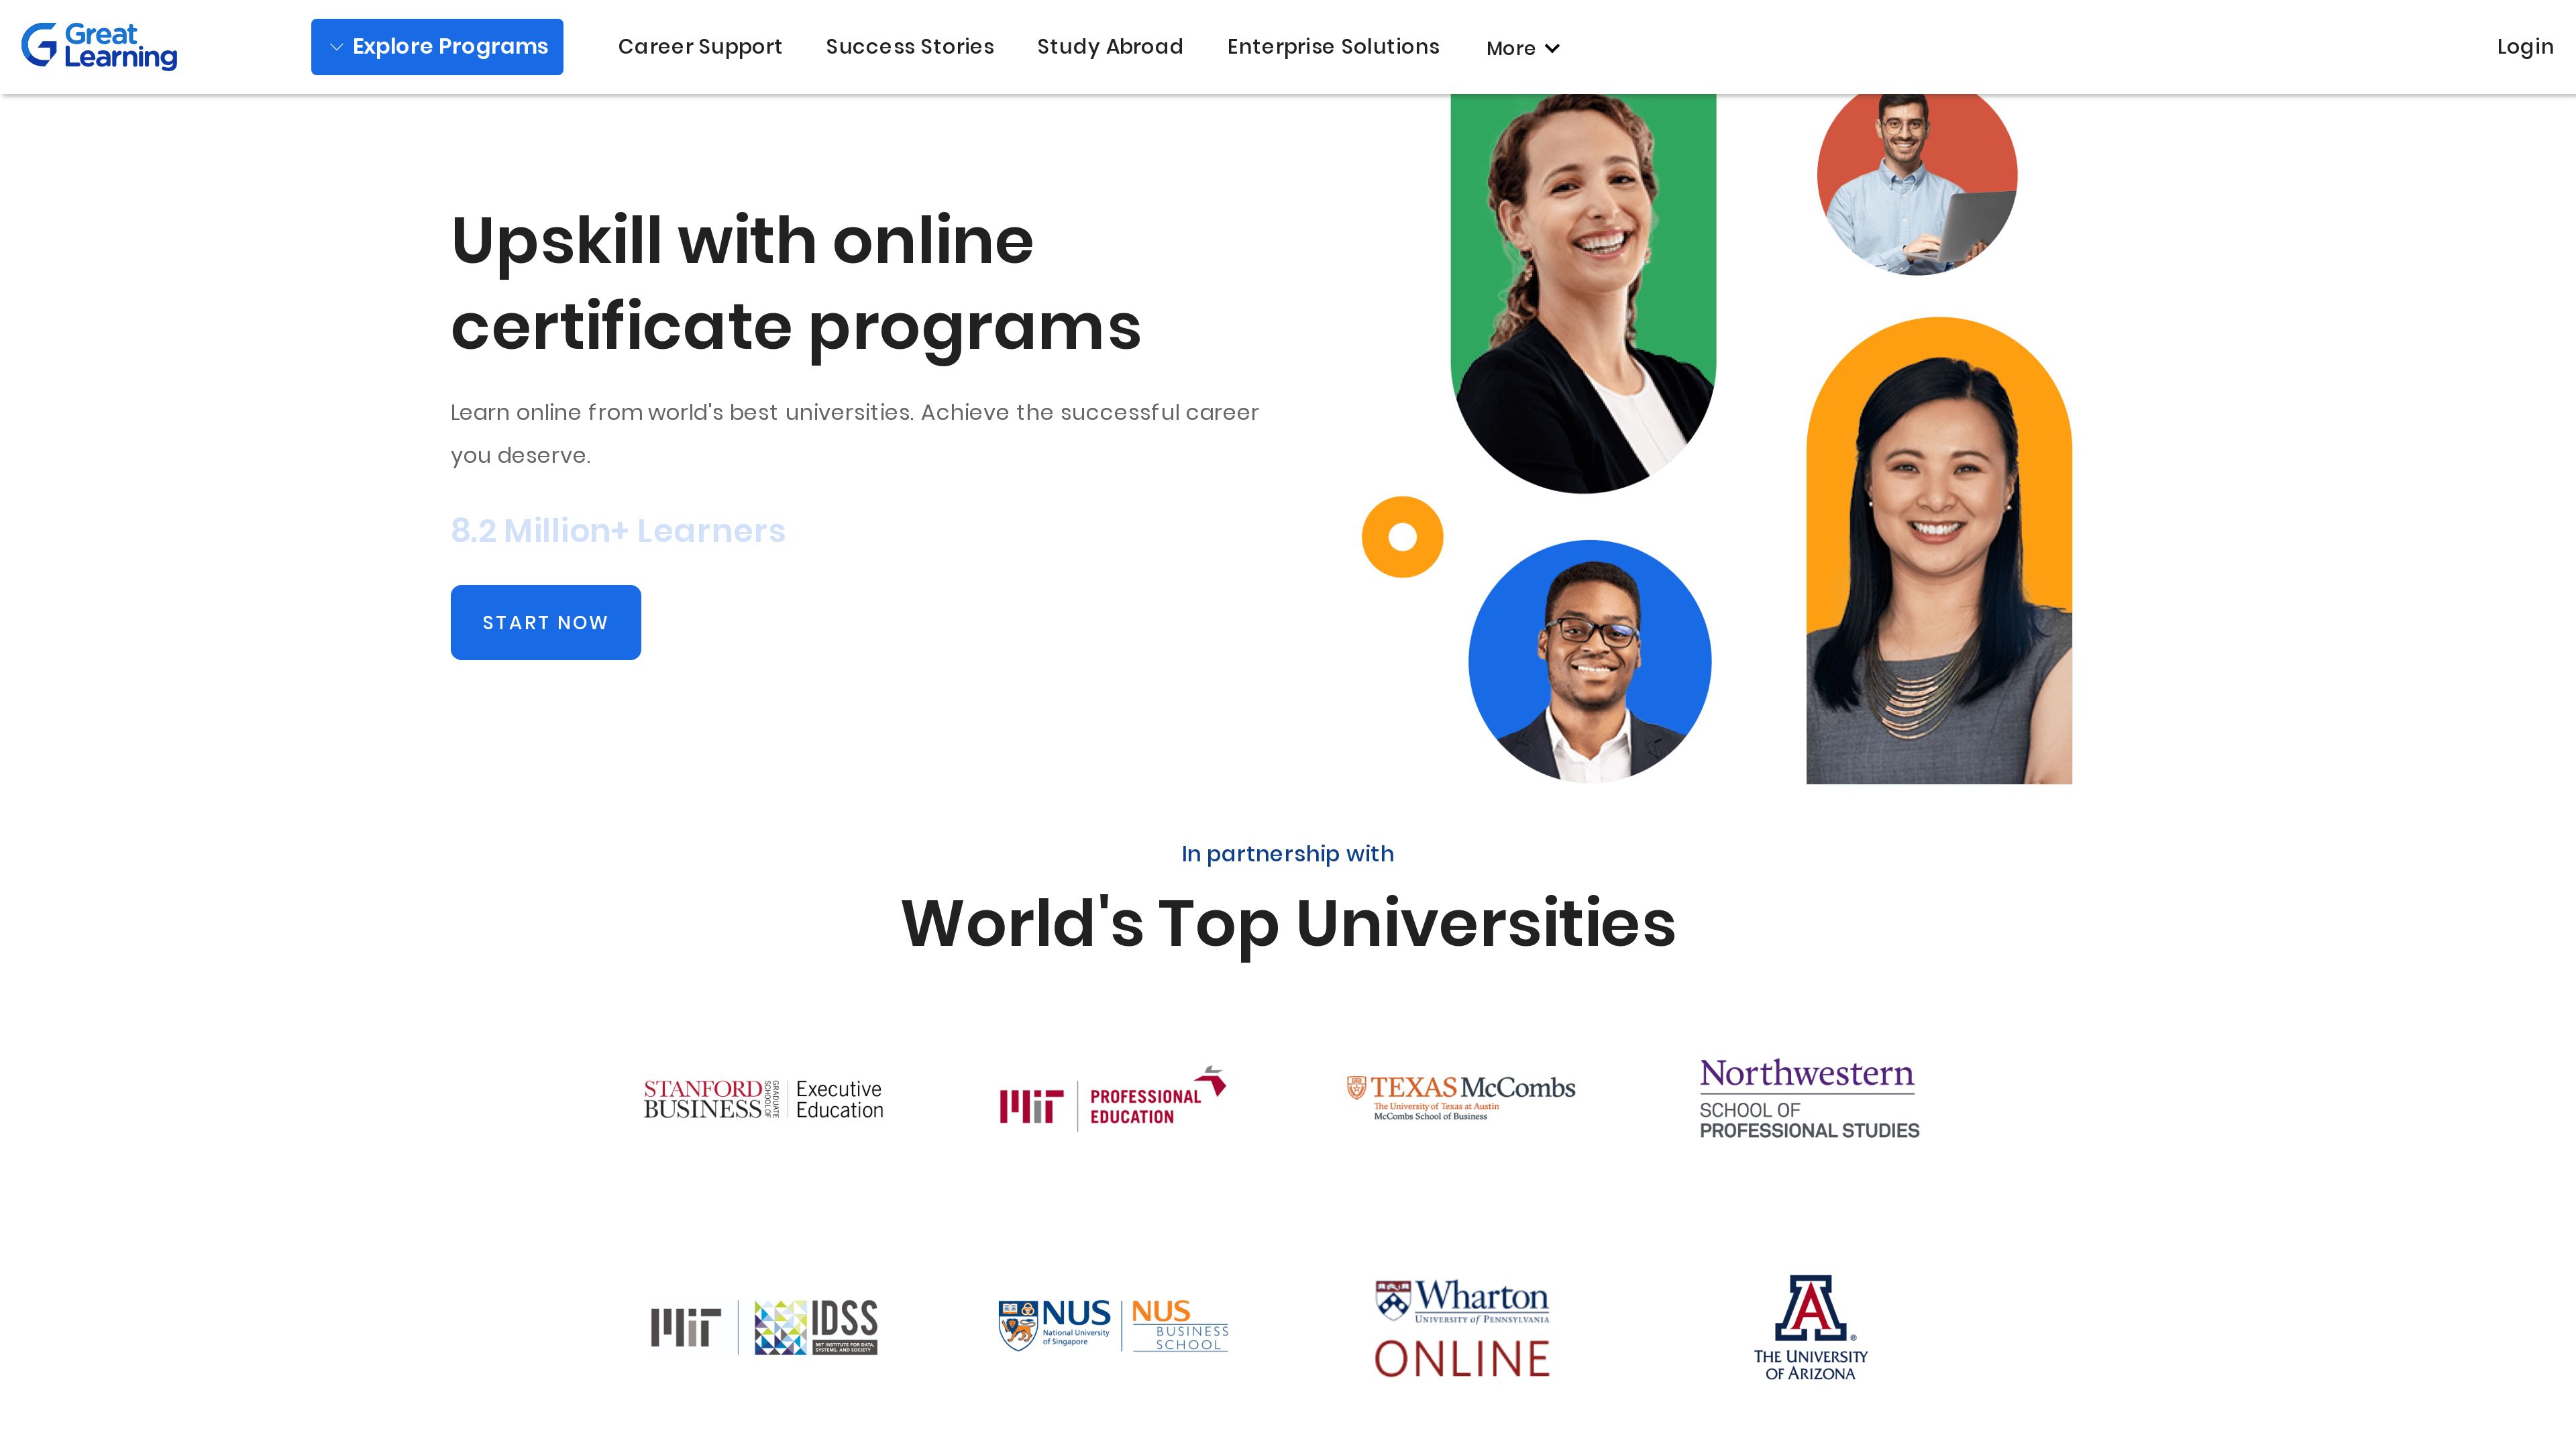 Great Learning
Explore Programs
Career Support
Success Stories
Study Abroad
Enterprise Solutions
More
Login
Upskill with online
certificate programs
Learn online from world's best universities. Achieve the successful career
you deserve.
8.2 Million+ Learners
START NOW
In partnership with
World's Top Universities
STANFORD
BUSINESS
GRADUATE
SCHOOL OF
Executive
Education
MIT
PROFESSIONAL
EDUCATION
TEXAS McCombs
The University of Texas at Austin
McCombs School of Business
Northwestern
SCHOOL OF
PROFESSIONAL STUDIES
MIT
IDSS
MIT INSTITUTE FOR DATA,
SYSTEMS, AND SOCIETY
NUS
National University
of Singapore
NUS
BUSINESS
SCHOOL
Wharton
UNIVERSITY of PENNSYLVANIA
ONLINE
A
®
THE UNIVERSITY
OF ARIZONA